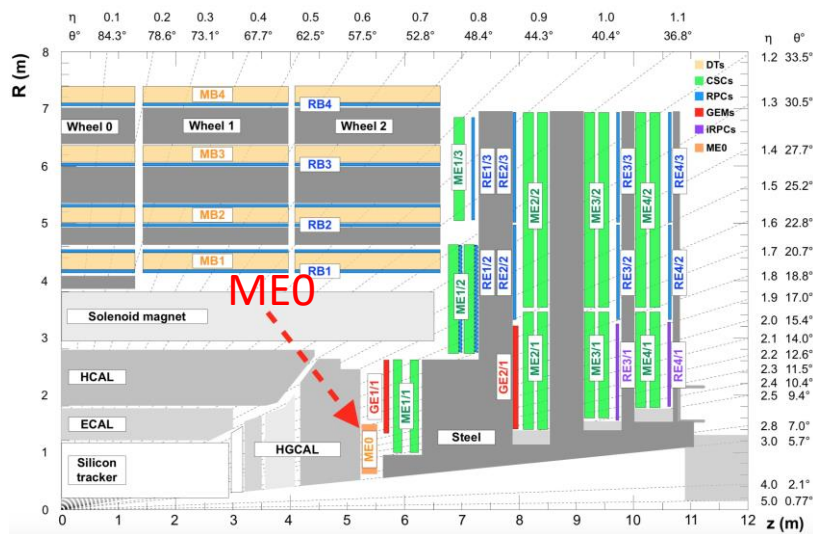 η 0.1 0.2 0.3 0.4 0.5 0.6 0.7 0.8 0.9 1.0 1.1 η θ°
θ° 84.3° 78.6° 73.1° 67.7° 62.5° 57.5° 52.8° 48.4° 44.3° 40.4° 36.8°
1.2 33.5°
1.3 30.5°
1.4 27.7°
1.5 25.2°
1.6 22.8°
1.7 20.7°
1.8 18.8°
1.9 17.0°
2.0 15.4°
2.1 14.0°
2.2 12.6°
2.3 11.5°
2.4 10.4°
2.5 9.4°
2.8 7.0°
3.0 5.7°
4.0 2.1°
5.0 0.77°
R (m)
8
7
6
5
4
3
2
1
0
DTs
CSCs
RPCs
GEMs
iRPCs
ME0
MB4
RB4
Wheel 0
Wheel 1
Wheel 2
MB3
RB3
MB2
RB2
MB1
RB1
ME0
Solenoid magnet
HCAL
ECAL
Silicon
tracker
HGCAL
Steel
ME0
GE1/1
ME1/1
ME1/2
ME1/3
RE1/3
RE2/3
RE1/2
RE2/2
GE2/1
ME2/2
ME2/1
ME3/2
ME3/1
RE3/3
RE3/2
RE3/1
ME4/2
ME4/1
RE4/3
RE4/2
RE4/1
0 1 2 3 4 5 6 7 8 9 10 11 12
z (m)